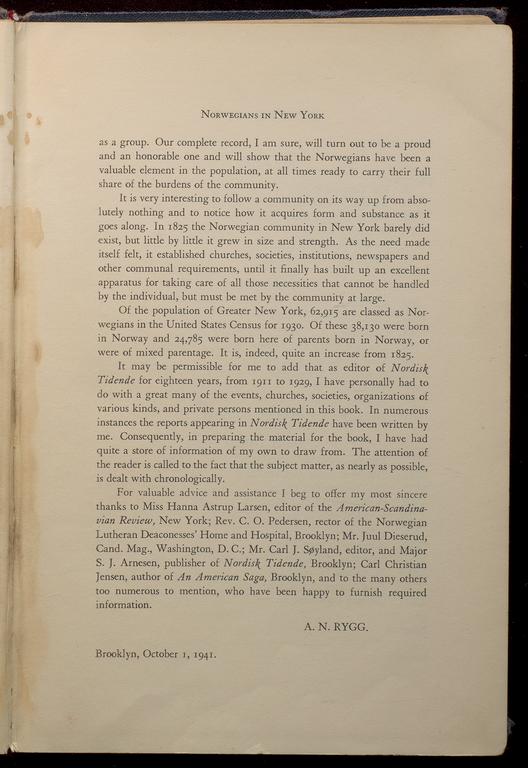 Norwegians in New York
as a group. Our complete record, I am sure, will turn out to be a proud
and an honorable one and will show that the Norwegians have been a
valuable element in the population, at all times ready to carry their full
share of the burdens of the community.
It is very interesting to follow a community on its way up from abso-
lutely nothing and to notice how it acquires form and substance as it
goes along. In 1825 the Norwegian community in New York barely did
exist, but little by little it grew in size and strength. As the need made
itself felt, it established churches, societies, institutions, newspapers and
other communal requirements, until it finally has built up an excellent
apparatus for taking care of all those necessities that cannot be handled
by the individual, but must be met by the community at large.
Of the population of Greater New York, 62,915 are classed as Nor-
wegians in the United States Census for 1930. Of these 38,130 were born
in Norway and 24,785 were born here of parents born in Norway, or
were of mixed parentage. It is, indeed, quite an increase from 1825.
It may be permissible for me to add that as editor of Nordisk
Tidende for eighteen years, from 1911 to 1929, I have personally had to
do with a great many of the events, churches, societies, organizations of
various kinds, and private persons mentioned in this book. In numerous
instances the reports appearing in Nordisk Tidende have been written by
me. Consequently, in preparing the material for the book, I have had
quite a store of information of my own to draw from. The attention of
the reader is called to the fact that the subject matter, as nearly as possible,
is dealt with chronologically.
For valuable advice and assistance I beg to offer my most sincere
thanks to Miss Hanna Astrup Larsen, editor of the American-Scandina-
vian Review, New York; Rev. C. O. Pedersen, rector of the Norwegian
Lutheran Deaconesses' Home and Hospital, Brooklyn; Mr. Juul Dieserud,
Cand. Mag., Washington, D. C.; Mr. Carl J. Søyland, editor, and Major
S. J. Arnesen, publisher of Nordisk Tidende, Brooklyn; Carl Christian
Jensen, author of An American Saga, Brooklyn, and to the many others
too numerous to mention, who have been happy to furnish required
information.
A. N. RYGG.
Brooklyn, October 1, 1941.